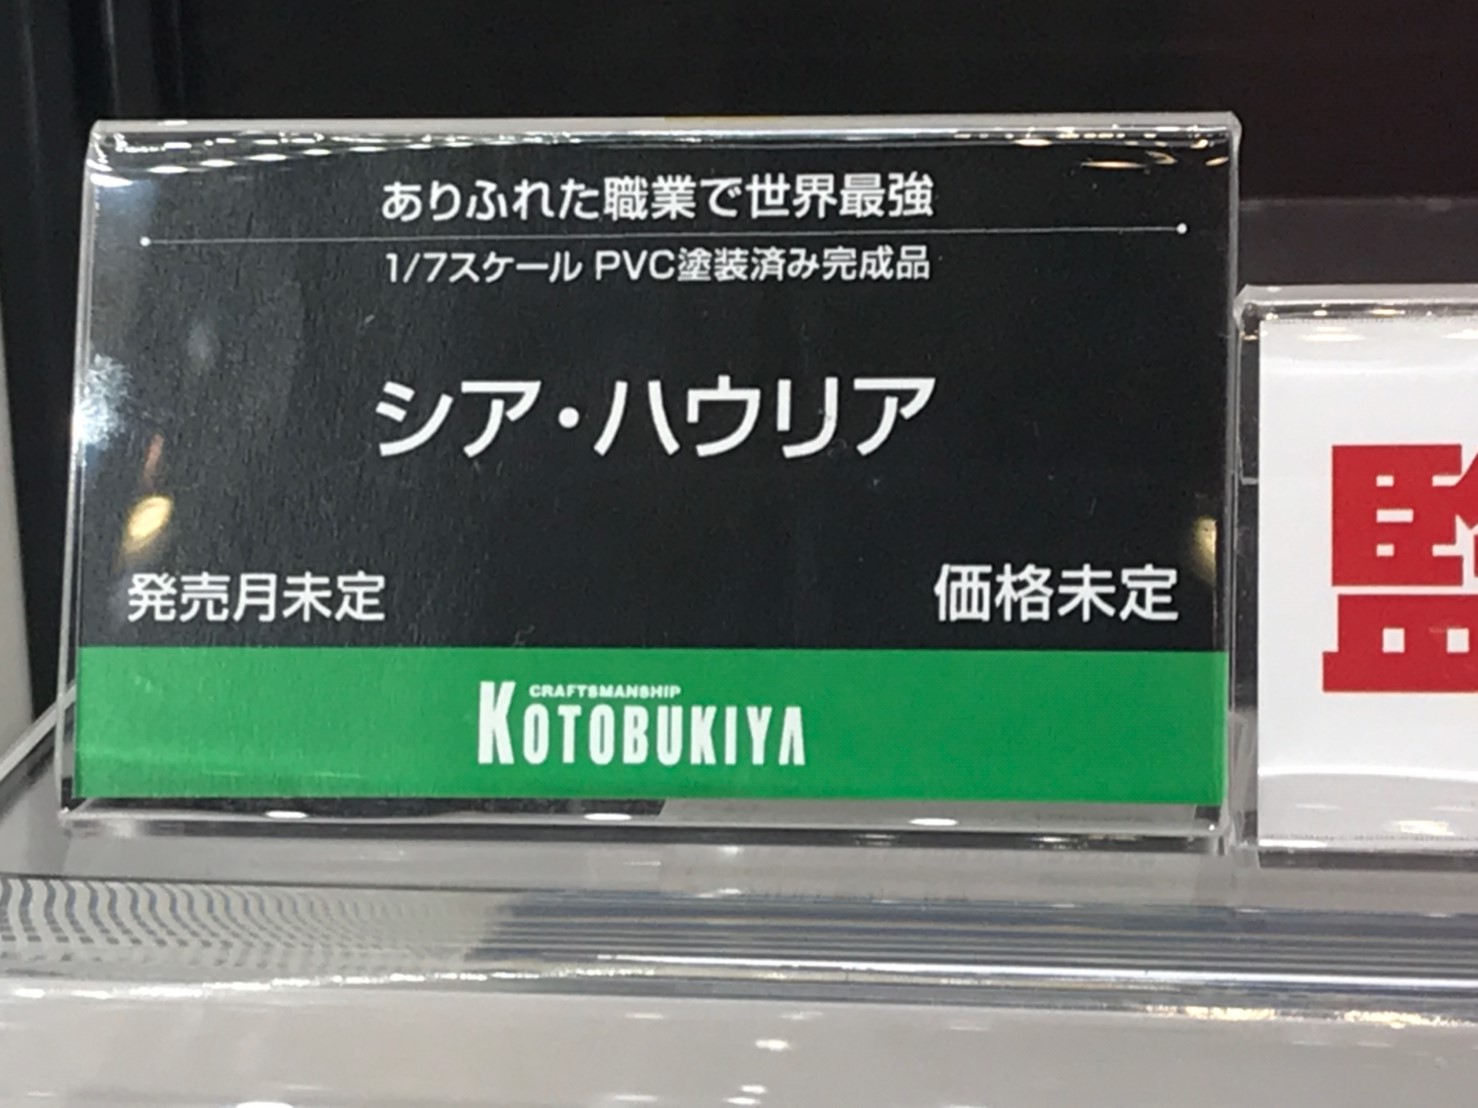 ありふれた職業で世界最強
1/7スケール PVC塗装済み完成品
シア・ハウリア
発売月未定
価格未定
CRAFTSMANSHIP
KOTOBUKIYA